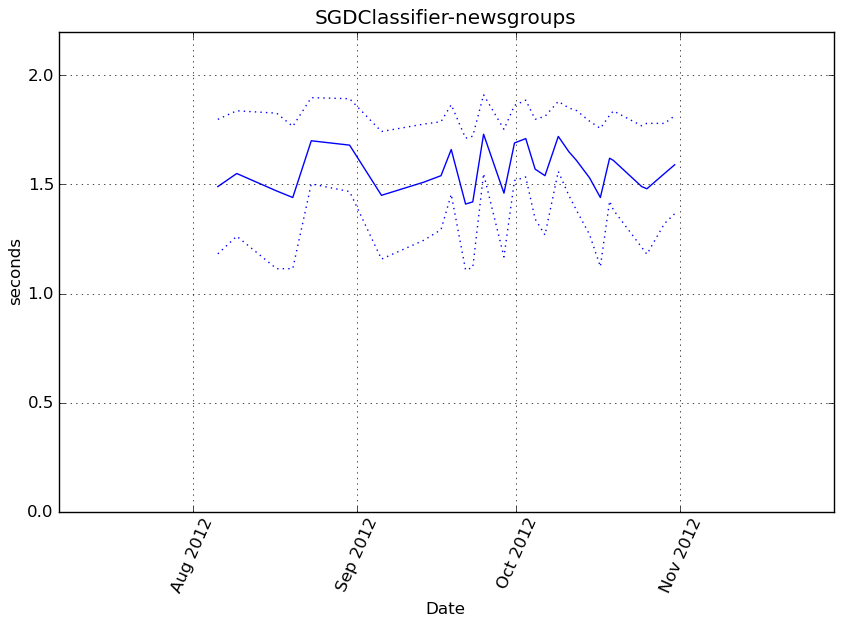 SGDClassifier-newsgroups
2.0
1.5
1.0
0.5
0.0
seconds
Aug 2012
Sep 2012
Oct 2012
Nov 2012
Date